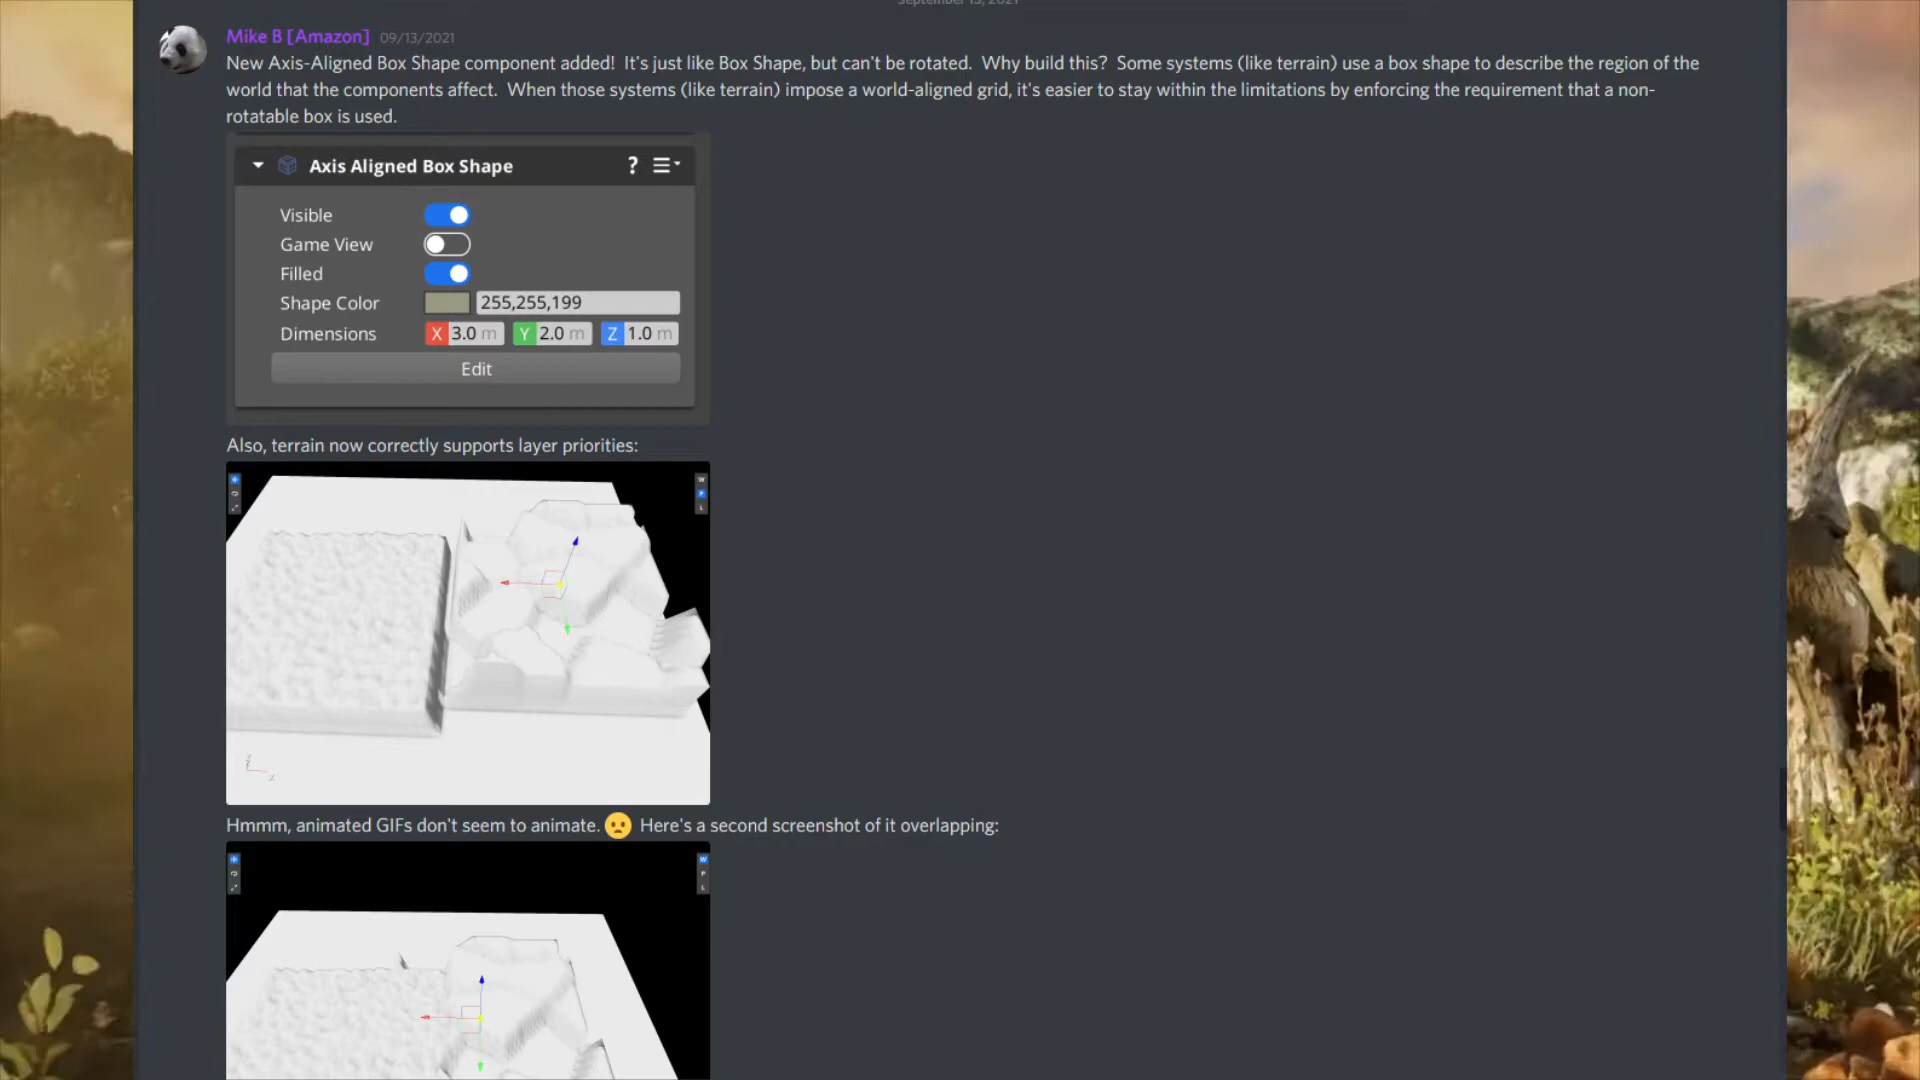 September 13, 2021
Mike B [Amazon] 09/13/2021
New Axis-Aligned Box Shape component added!  It's just like Box Shape, but can't be rotated.  Why build this?  Some systems (like terrain) use a box shape to describe the region of the
world that the components affect.  When those systems (like terrain) impose a world-aligned grid, it's easier to stay within the limitations by enforcing the requirement that a non-
rotatable box is used.
Axis Aligned Box Shape ?
Visible
Game View
Filled
Shape Color 255,255,199
Dimensions X 3.0 m Y 2.0 m Z 1.0 m
Edit
Also, terrain now correctly supports layer priorities:
W
P
L
Hmmm, animated GIFs don't seem to animate. Here's a second screenshot of it overlapping:
W
P
L